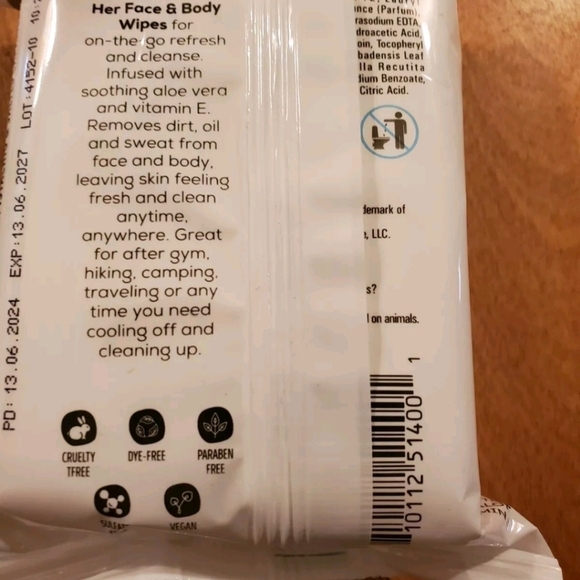 Her Face & Body
Wipes for
on-the-go refresh
and cleanse.
Infused with
soothing aloe vera
and vitamin E.
Removes dirt, oil
and sweat from
face and body,
leaving skin feeling
fresh and clean
anytime,
anywhere. Great
for after gym,
hiking, camping,
traveling or any
time you need
cooling off and
cleaning up.
CRUELTY
TFREE
DYE-FREE
PARABEN
FREE
VEGAN
PD: 13.06.2024 EXP: 13.06.2027 LOT: 4152-10
nce (Parfum)
rasodium EDTA,
droacetic Acid,
oin, Tocopheryl
badensis Leaf
lla Recutita
dium Benzoate,
Citric Acid.
demark of
e, LLC.
s?
on animals.
10112 51400 1